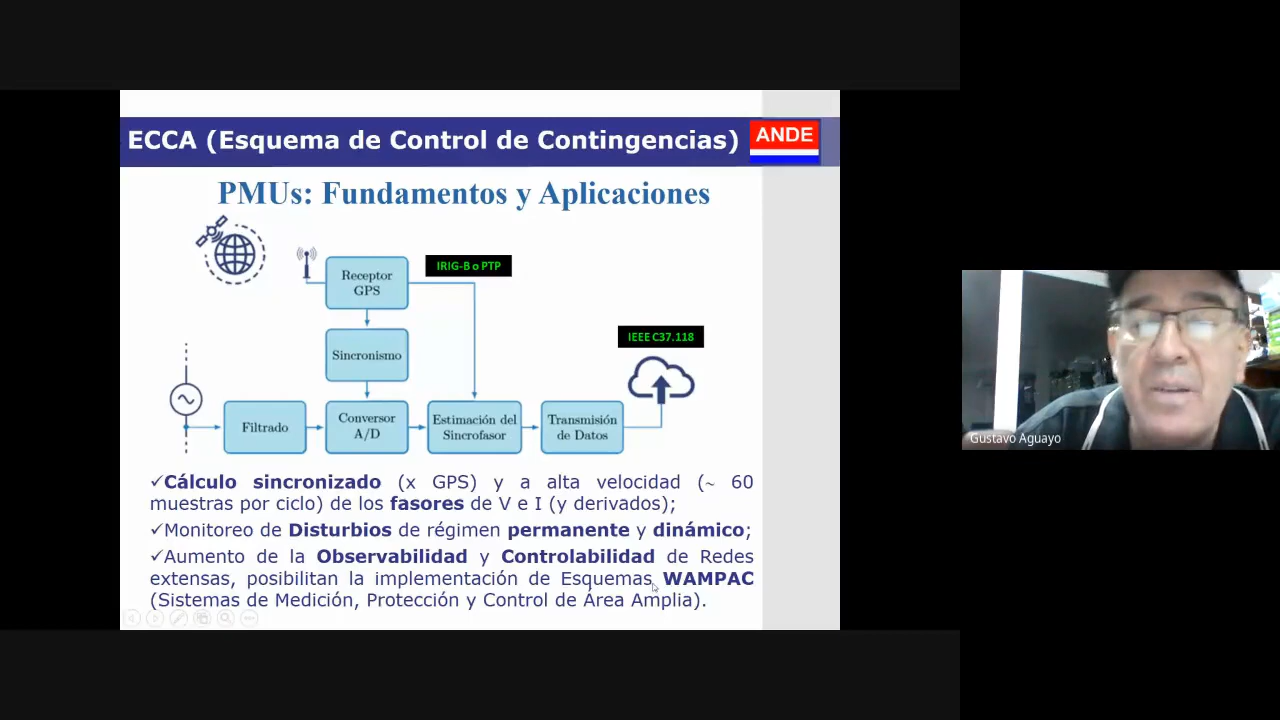 ECCA (Esquema de Control de Contingencias)
ANDE
PMUs: Fundamentos y Aplicaciones
Receptor
GPS
IRIG-B o PTP
Sincronismo
IEEE C37.118
Filtrado
Conversor
A/D
Estimación del
Sincrofasor
Transmisión
de Datos
✓Cálculo sincronizado (x GPS) y a alta velocidad (~ 60
muestras por ciclo) de los fasores de V e I (y derivados);
✓Monitoreo de Disturbios de régimen permanente y dinámico;
✓Aumento de la Observabilidad y Controlabilidad de Redes
extensas, posibilitan la implementación de Esquemas WAMPAC
(Sistemas de Medición, Protección y Control de Área Amplia).
Gustavo Aguayo